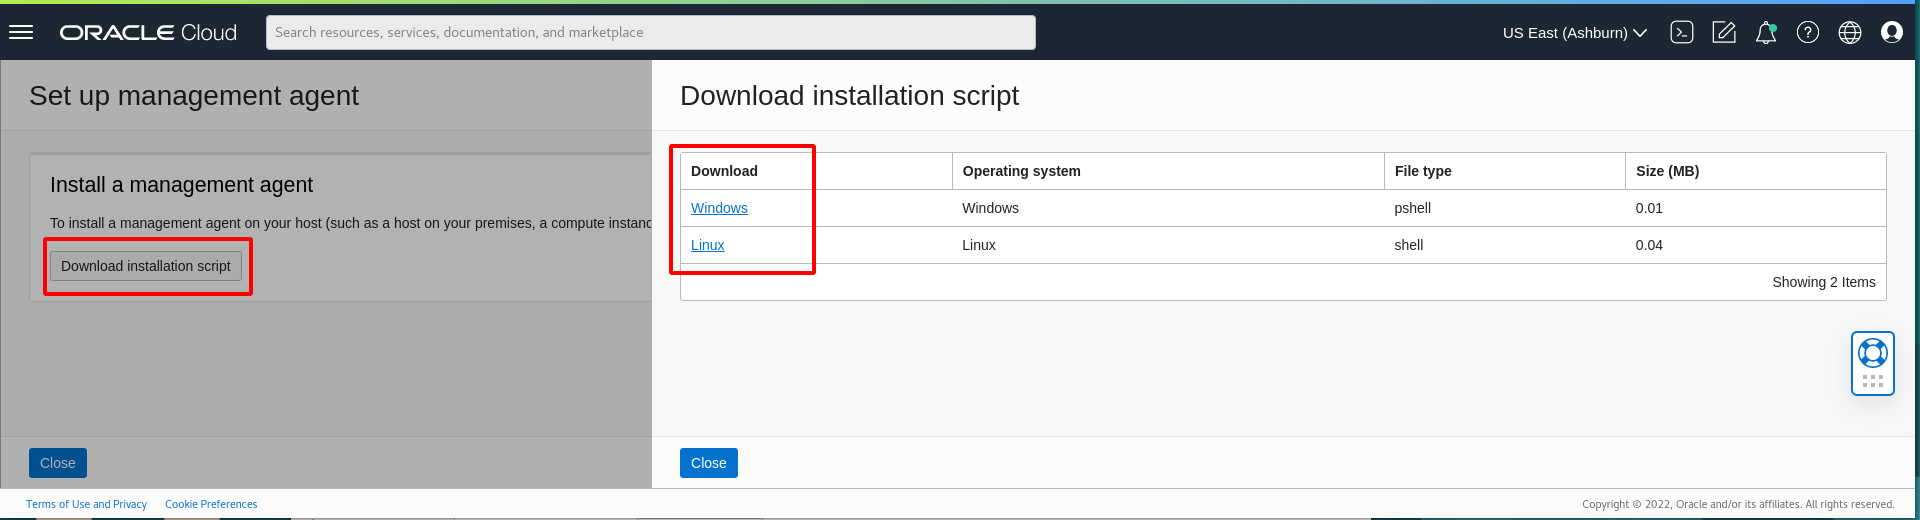 ORACLE Cloud
Search resources, services, documentation, and marketplace
US East (Ashburn)
Set up management agent
Install a management agent
To install a management agent on your host (such as a host on your premises, a compute instanc
Download installation script
Close
Download installation script
Download Operating system File type Size (MB)
Windows Windows pshell 0.01
Linux Linux shell 0.04
Showing 2 Items
Close
Terms of Use and Privacy Cookie Preferences
Copyright © 2022, Oracle and/or its affiliates. All rights reserved.